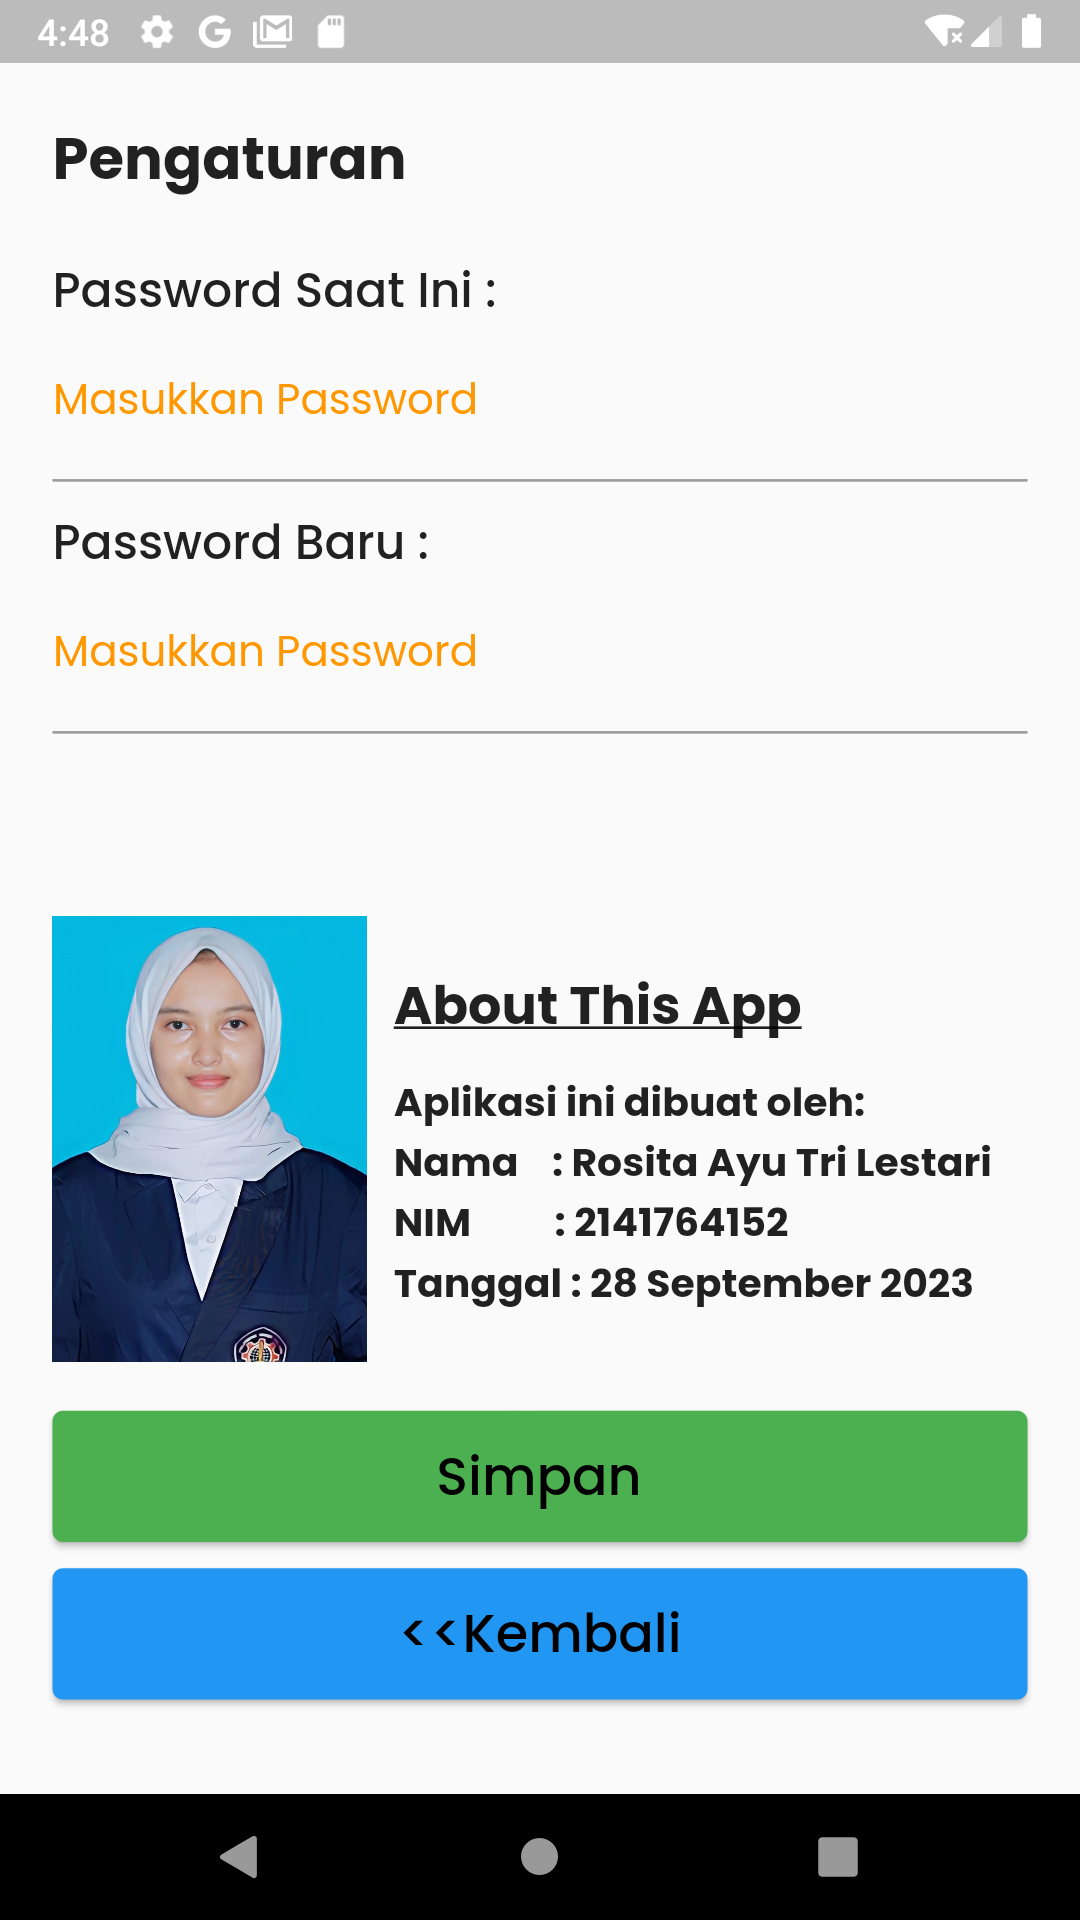 4:48
Pengaturan
Password Saat Ini :
Masukkan Password
Password Baru :
Masukkan Password
About This App
Aplikasi ini dibuat oleh:
Nama : Rosita Ayu Tri Lestari
NIM : 2141764152
Tanggal : 28 September 2023
Simpan
<<Kembali